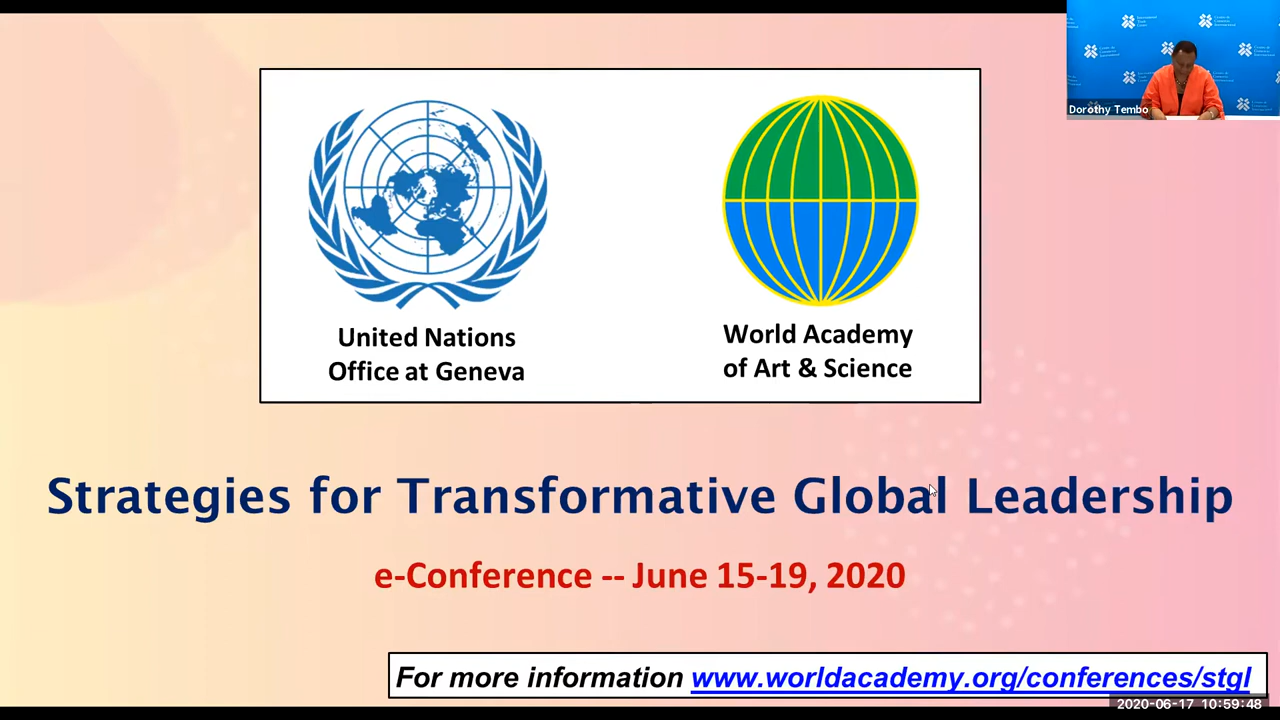 Dorothy Tembo
United Nations
Office at Geneva
World Academy
of Art & Science
Strategies for Transformative Global Leadership
e-Conference -- June 15-19, 2020
For more information www.worldacademy.org/conferences/stgl
2020-06-17 10:59:48